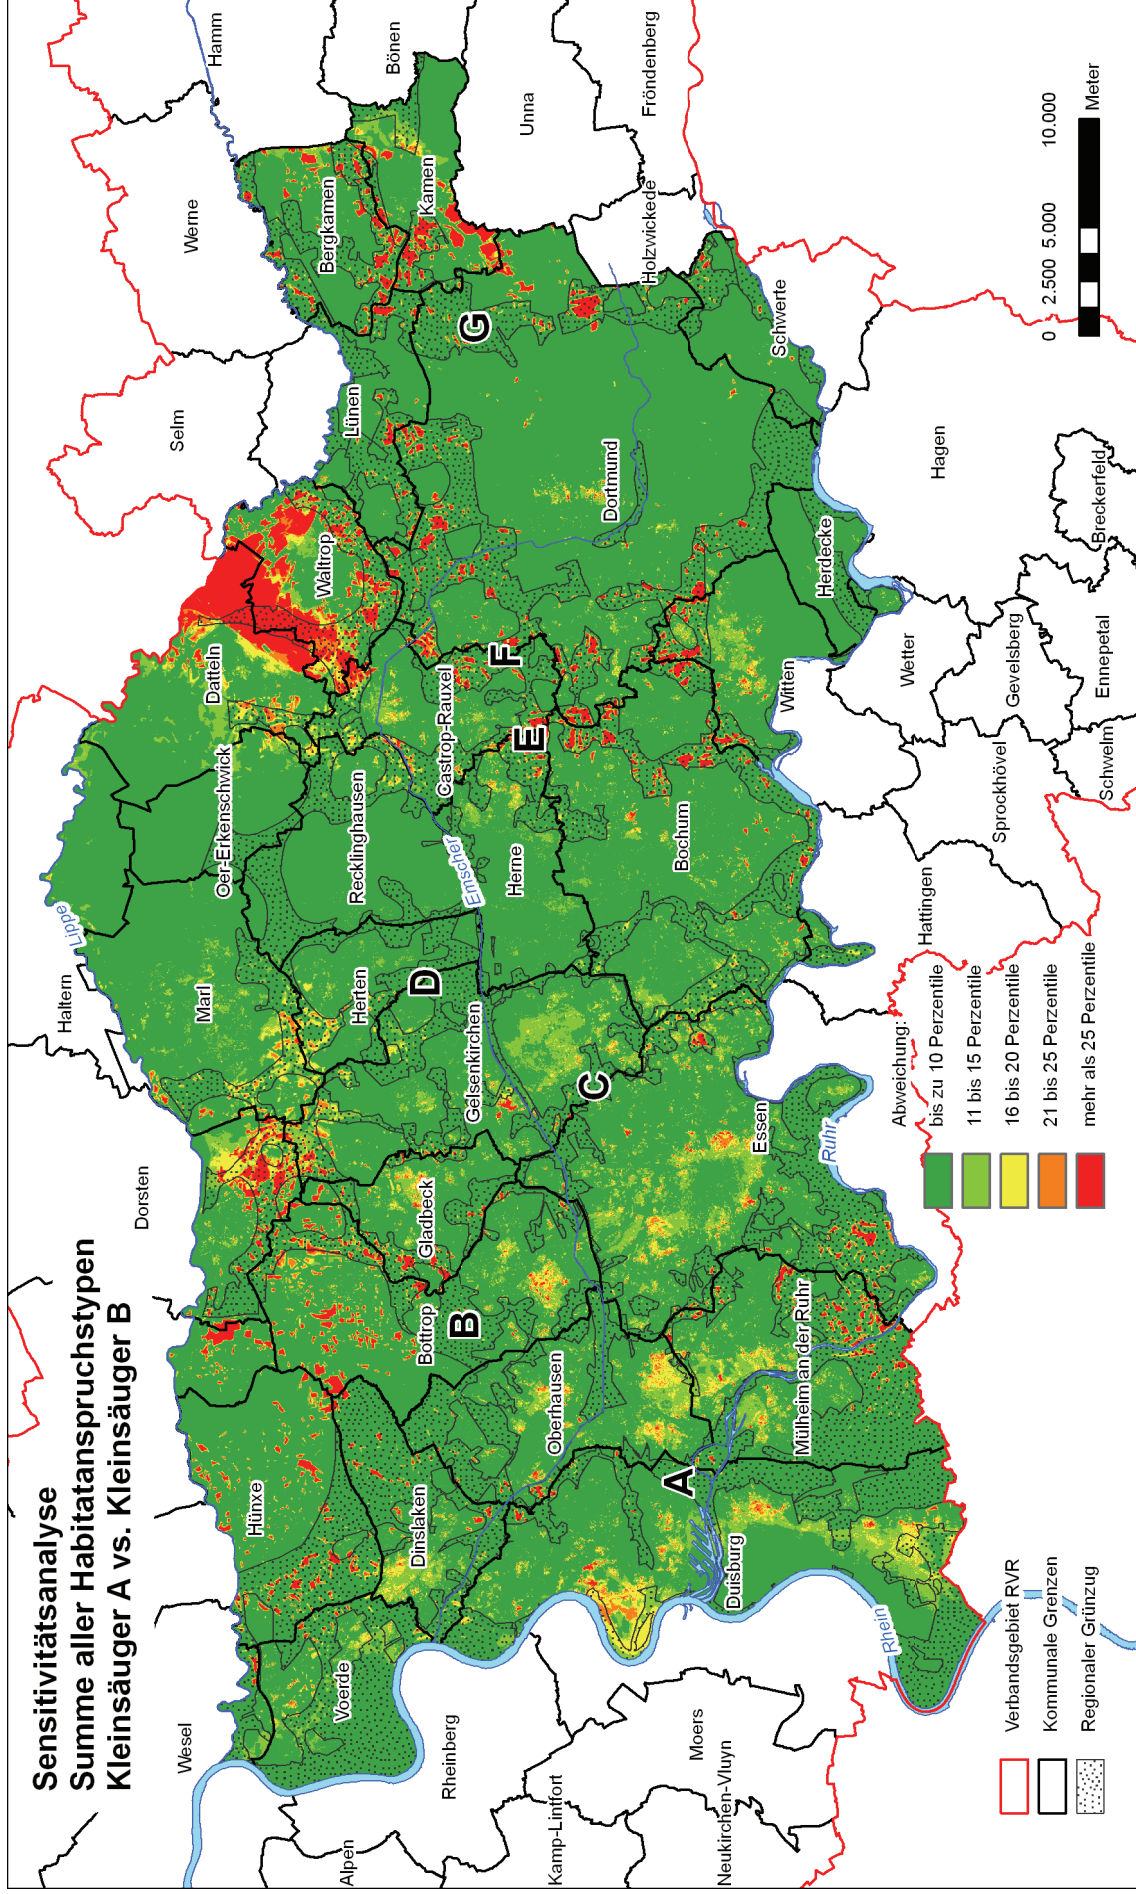 Sensitivitätsanalyse
Summe aller Habitatanspruchstypen
Kleinsäuger A vs. Kleinsäuger B
Wesel
Dorsten
Haltern
Lippe
Selm
Werne
Hamm
Bönen
Alpen
Voerde
Hünxe
Marl
Oer-Erkenschwick
Datteln
Waltrop
Lünen
Bergkamen
Kamen
Rheinberg
Dinslaken
Bottrop
Gladbeck
Herten
Recklinghausen
Castrop-Rauxel
Unna
Kamp-Lintfort
Oberhausen
B
Gelsenkirchen
D
Emscher
Herne
E
F
G
Dortmund
Holzwickede
Fröndenberg
Moers
Neukirchen-Vluyn
Duisburg
A
Mülheim an der Ruhr
Essen
C
Bochum
Witten
Herdecke
Schwerte
Rhein
Ruhr
Hattingen
Sprockhövel
Wetter
Gevelsberg
Schwelm
Ennepetal
Breckerfeld
Hagen
Verbandsgebiet RVR
Kommunale Grenzen
Regionaler Grünzug
Abweichung:
bis zu 10 Perzentile
11 bis 15 Perzentile
16 bis 20 Perzentile
21 bis 25 Perzentile
mehr als 25 Perzentile
0 2.500 5.000 10.000
Meter